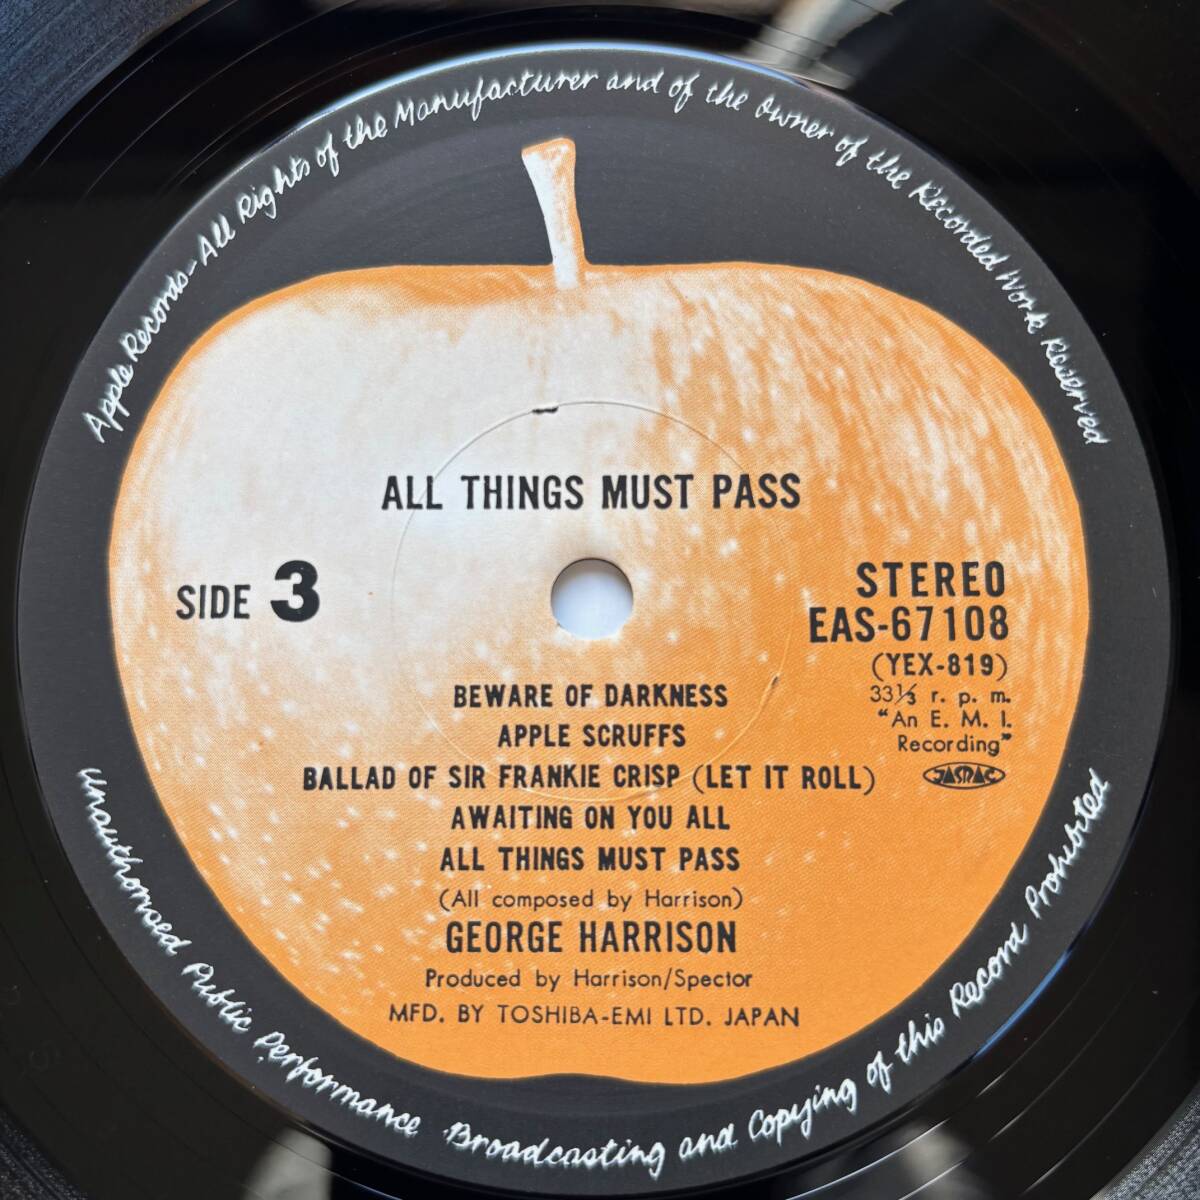 Apple Records-All Rights of the Manufacturer and of the Owner of the Recorded Work Reserved
ALL THINGS MUST PASS
SIDE 3
STEREO
EAS-67108
(YEX-819)
33⅓ r. p. m.
"An E. M. I.
Recording"
JASRAC
BEWARE OF DARKNESS
APPLE SCRUFFS
BALLAD OF SIR FRANKIE CRISP (LET IT ROLL)
AWAITING ON YOU ALL
ALL THINGS MUST PASS
(All composed by Harrison)
GEORGE HARRISON
Produced by Harrison/Spector
MFD. BY TOSHIBA-EMI LTD. JAPAN
Unauthorised Public Performance Broadcasting and Copying of this Record Prohibited